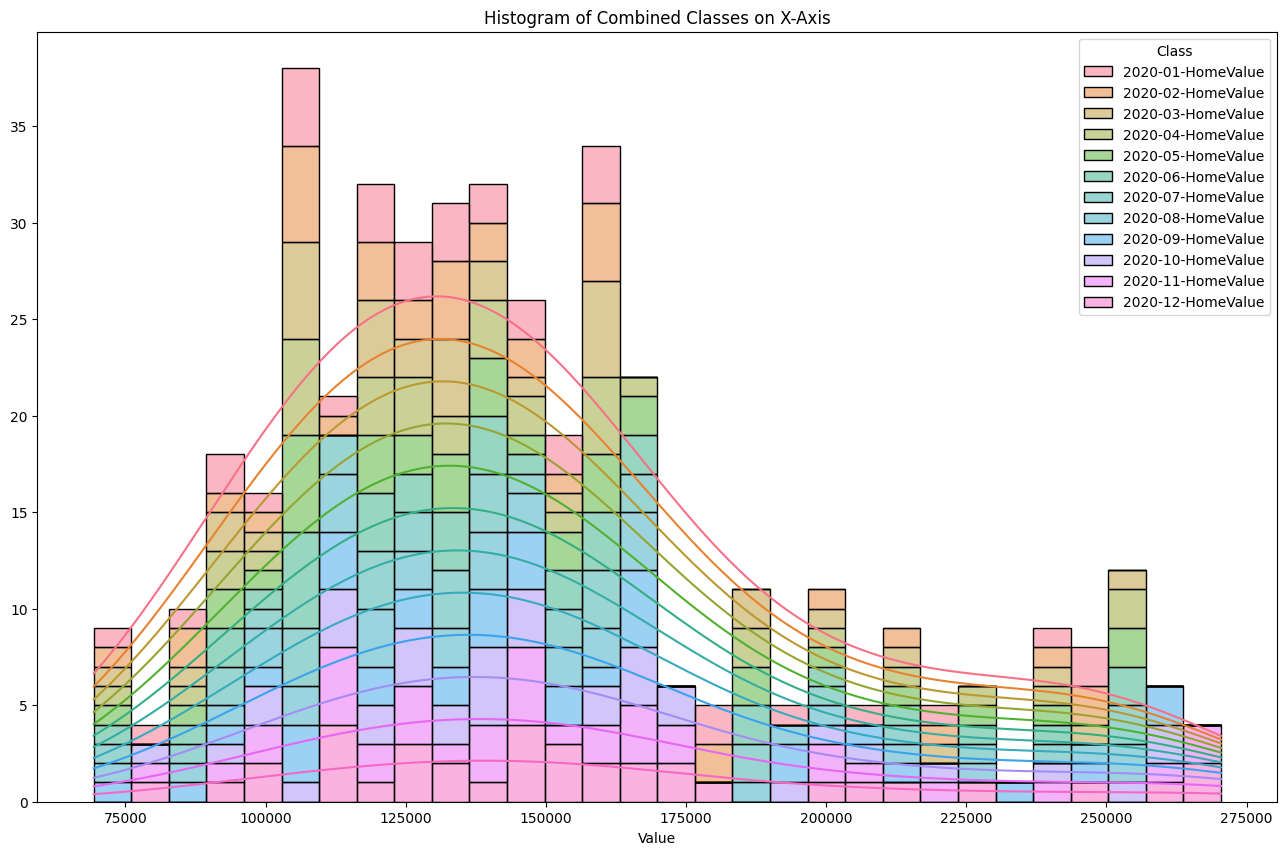 Histogram of Combined Classes on X-Axis
Class
2020-01-HomeValue
2020-02-HomeValue
2020-03-HomeValue
2020-04-HomeValue
2020-05-HomeValue
2020-06-HomeValue
2020-07-HomeValue
2020-08-HomeValue
2020-09-HomeValue
2020-10-HomeValue
2020-11-HomeValue
2020-12-HomeValue
35
30
25
20
15
10
5
0
75000 100000 125000 150000 175000 200000 225000 250000 275000
Value